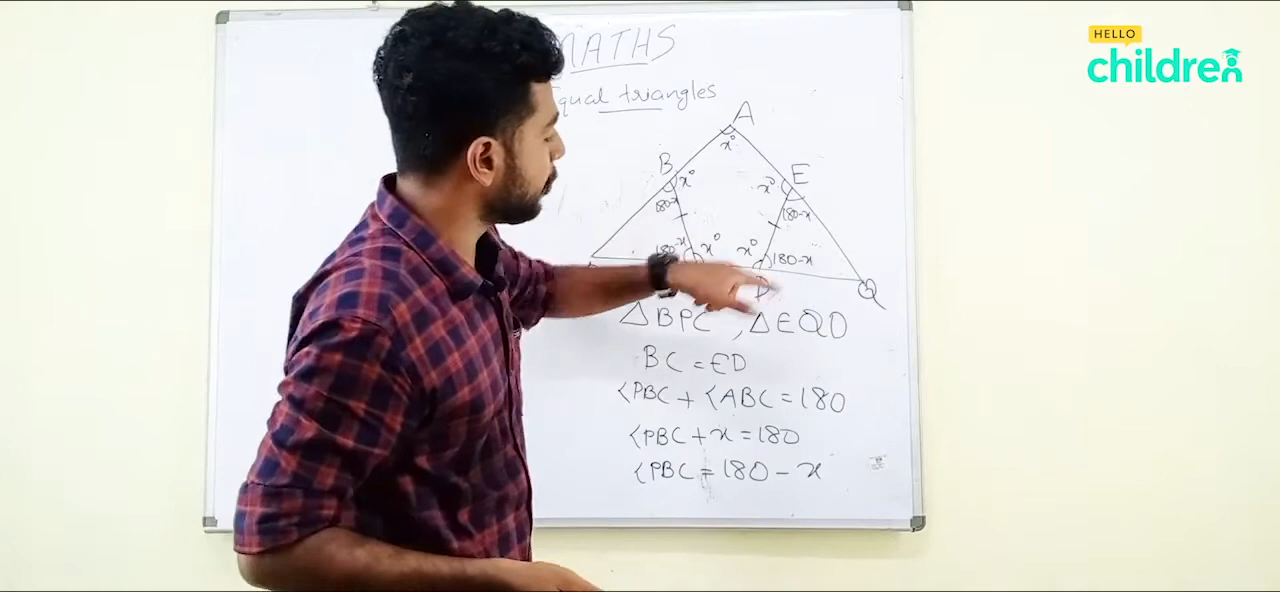 HELLO
children
MATHS
equal triangles
A
x°
B
x°
E
x°
180-x
180-x
180-x
x°
x°
180-x
D
Q
△BPC , △EQD
BC = ED
<PBC + <ABC = 180
<PBC + x = 180
<PBC = 180 - x